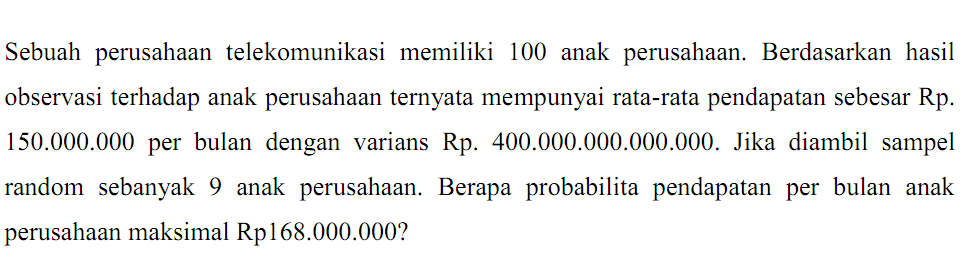 Sebuah perusahaan telekomunikasi memiliki 100 anak perusahaan. Berdasarkan hasil
observasi terhadap anak perusahaan ternyata mempunyai rata-rata pendapatan sebesar Rp.
150.000.000 per bulan dengan varians Rp. 400.000.000.000.000. Jika diambil sampel
random sebanyak 9 anak perusahaan. Berapa probabilita pendapatan per bulan anak
perusahaan maksimal Rp168.000.000?